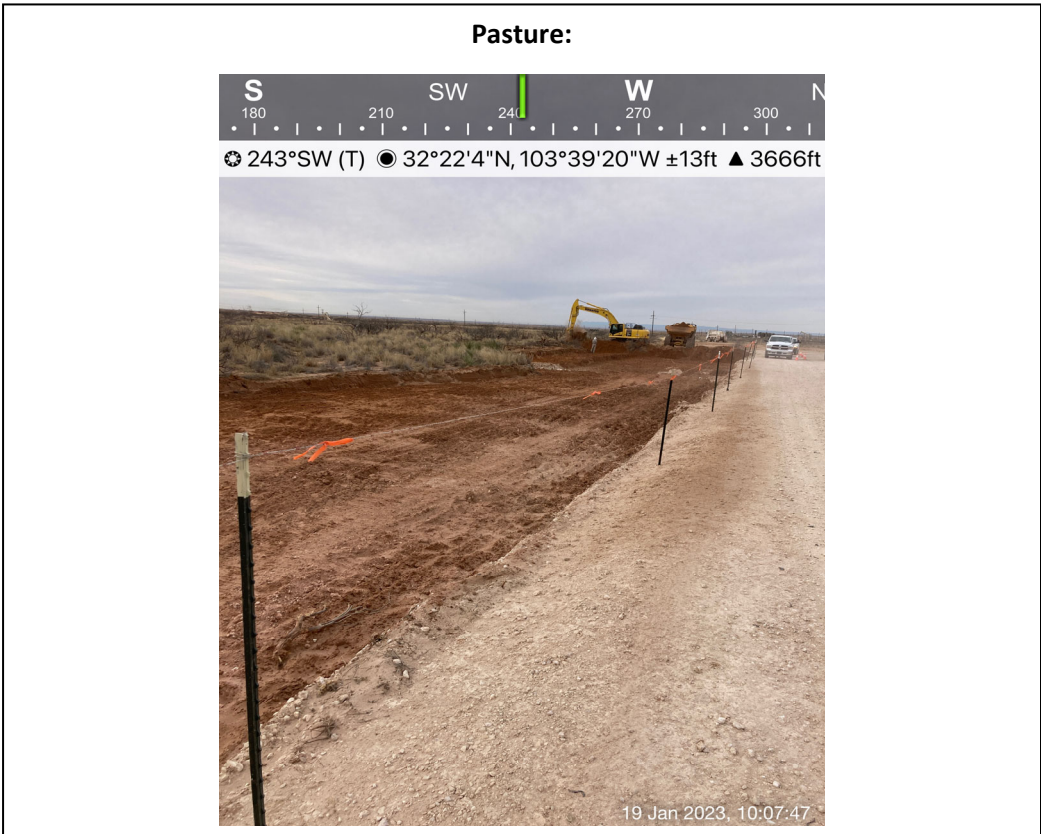 Pasture:
S SW W N
180 210 240 270 300
243°SW (T) 32°22'4"N, 103°39'20"W ±13ft ▲ 3666ft
19 Jan 2023, 10:07:47